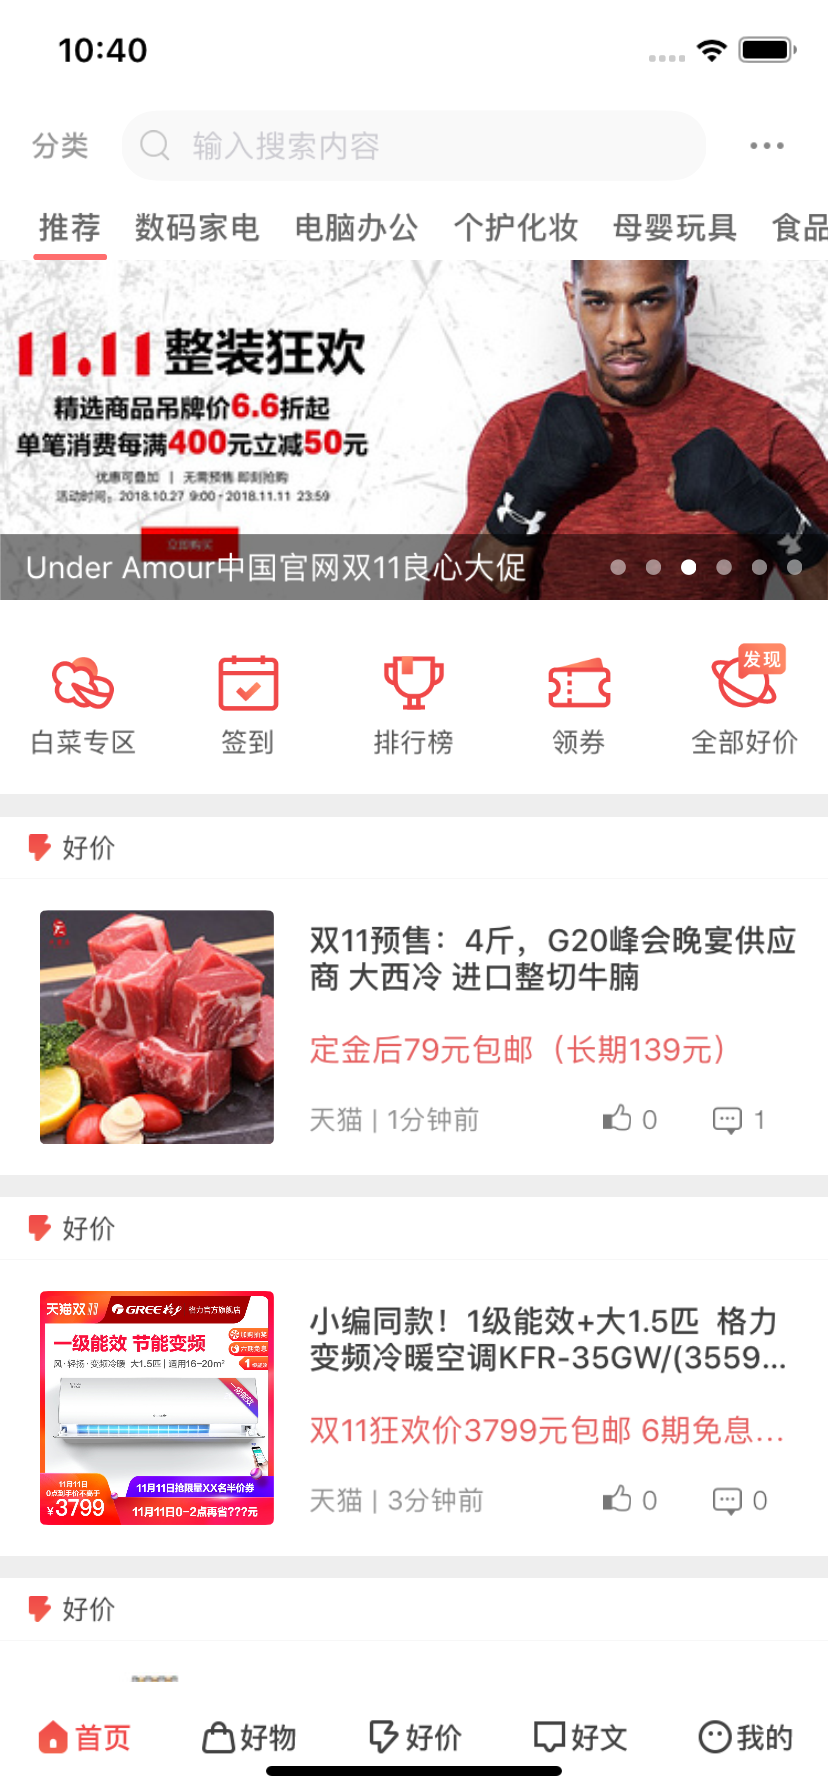 10:40
分类
输入搜索内容
推荐 数码家电 电脑办公 个护化妆 母婴玩具 食品
11.11 整装狂欢
精选商品吊牌价6.6折起
单笔消费每满400元立减50元
优惠可叠加 | 无需预售 即刻抢购
活动时间：2018.10.27 9:00 - 2018.11.11 23:59
立即购买
Under Amour中国官网双11良心大促
发现
白菜专区 签到 排行榜 领券 全部好价
好价
双11预售：4斤，G20峰会晚宴供应
商 大西冷 进口整切牛腩
定金后79元包邮（长期139元）
天猫 | 1分钟前 0 1
好价
天猫双11 GREE格力 格力官方旗舰店
一级能效 节能变频
风·轻扬·变频冷暖 大1.5匹 | 适用16-20m²
一级能效
11月11日
0点到手价不高于
¥3799
11月11日抢限量XX名半价券
11月11日0-2点再省???元
小编同款！1级能效+大1.5匹 格力
变频冷暖空调KFR-35GW/(3559...
双11狂欢价3799元包邮 6期免息...
天猫 | 3分钟前 0 0
好价
首页 好物 好价 好文 我的